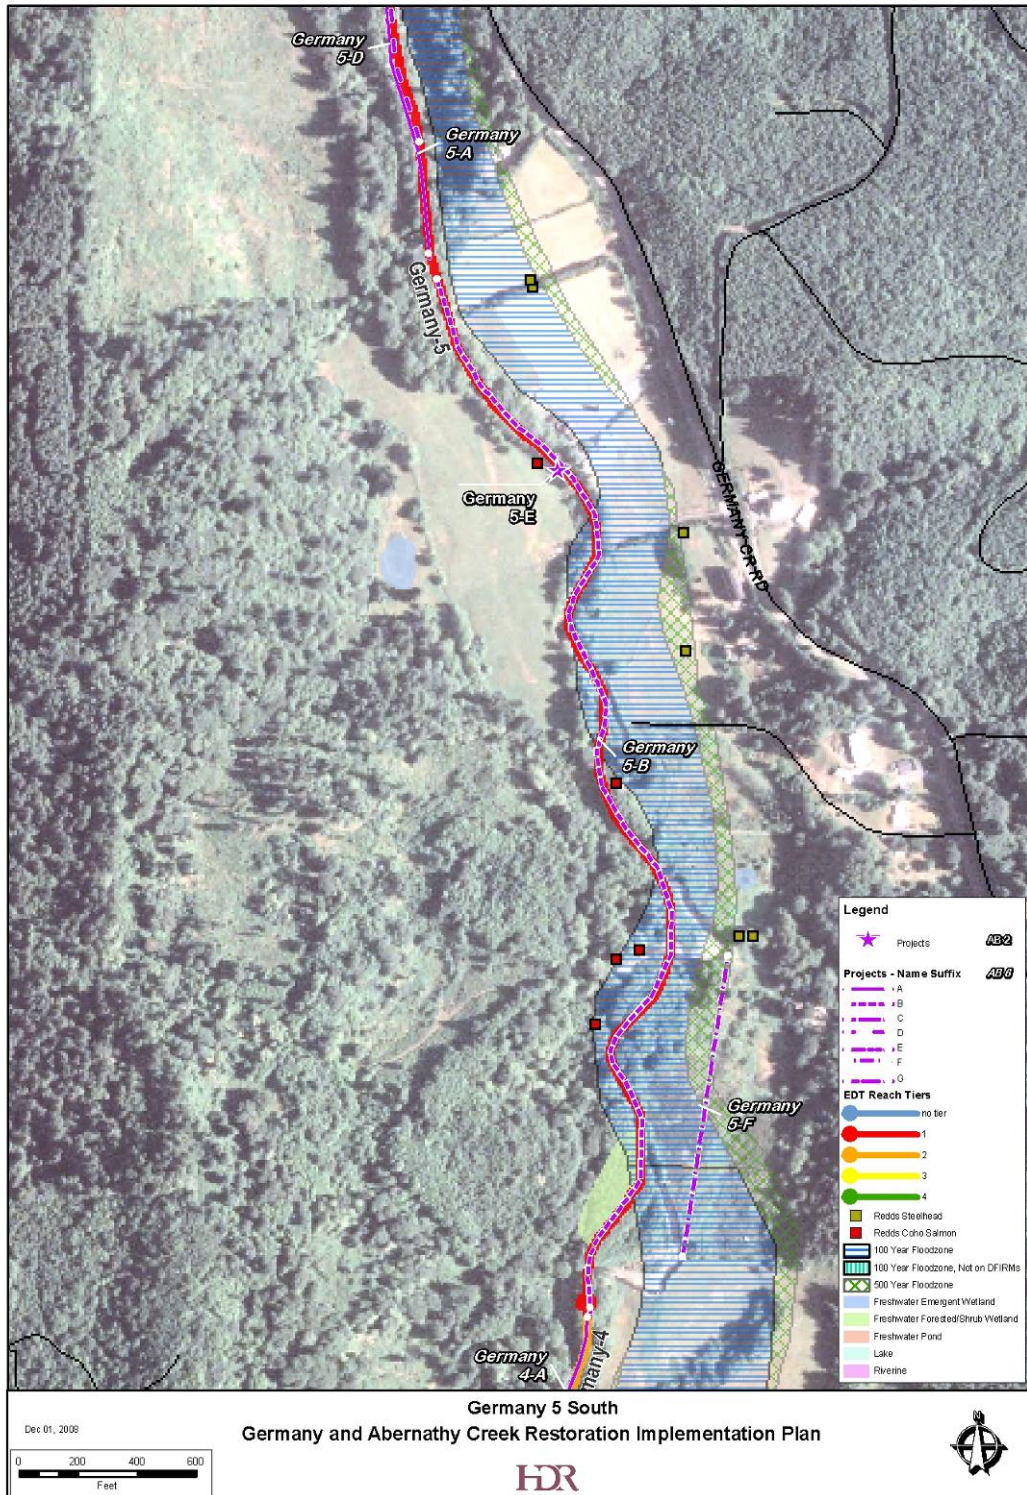 Germany
5-D
Germany
5-A
Germany-5
Germany
5-E
GERMANY CR RD
Germany
5-B
Germany
5-F
Germany
4-A
many-4
Legend
Projects
AB-2
Projects - Name Suffix
AB-6
A
B
C
D
E
F
G
EDT Reach Tiers
no tier
1
2
3
4
Redds Steelhead
Redds Coho Salmon
100 Year Floodzone
100 Year Floodzone, Not on DFIRMs
500 Year Floodzone
Freshwater Emergent Wetland
Freshwater Forested/Shrub Wetland
Freshwater Pond
Lake
Riverine
Germany 5 South
Dec 01, 2008
Germany and Abernathy Creek Restoration Implementation Plan
0 200 400 600
Feet
HDR
N